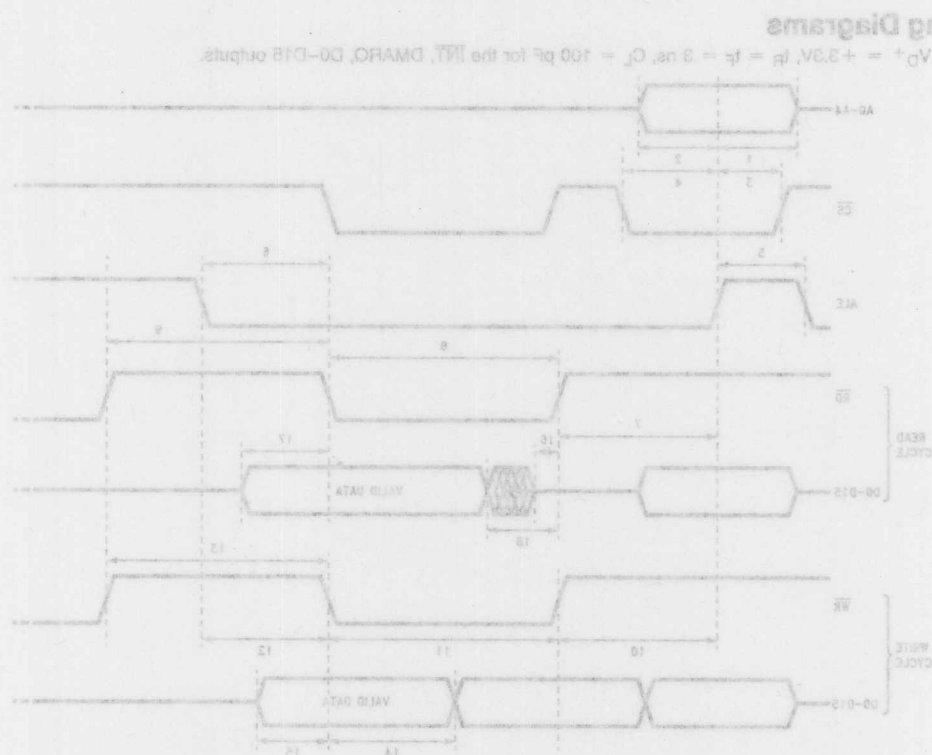 ng Diagrams
VD+ = +3.3V, tR = tF = 3 ns, CL = 100 pF for the INT, DMARQ, D0–D15 outputs.
A0-A4
1
2
3
4
CS
5
6
ALE
9
8
RD
7
16
17
READ
CYCLE
D0-D15
VALID DATA
18
13
WR
10
11
12
WRITE
CYCLE
D0-D15
VALID DATA
14
15